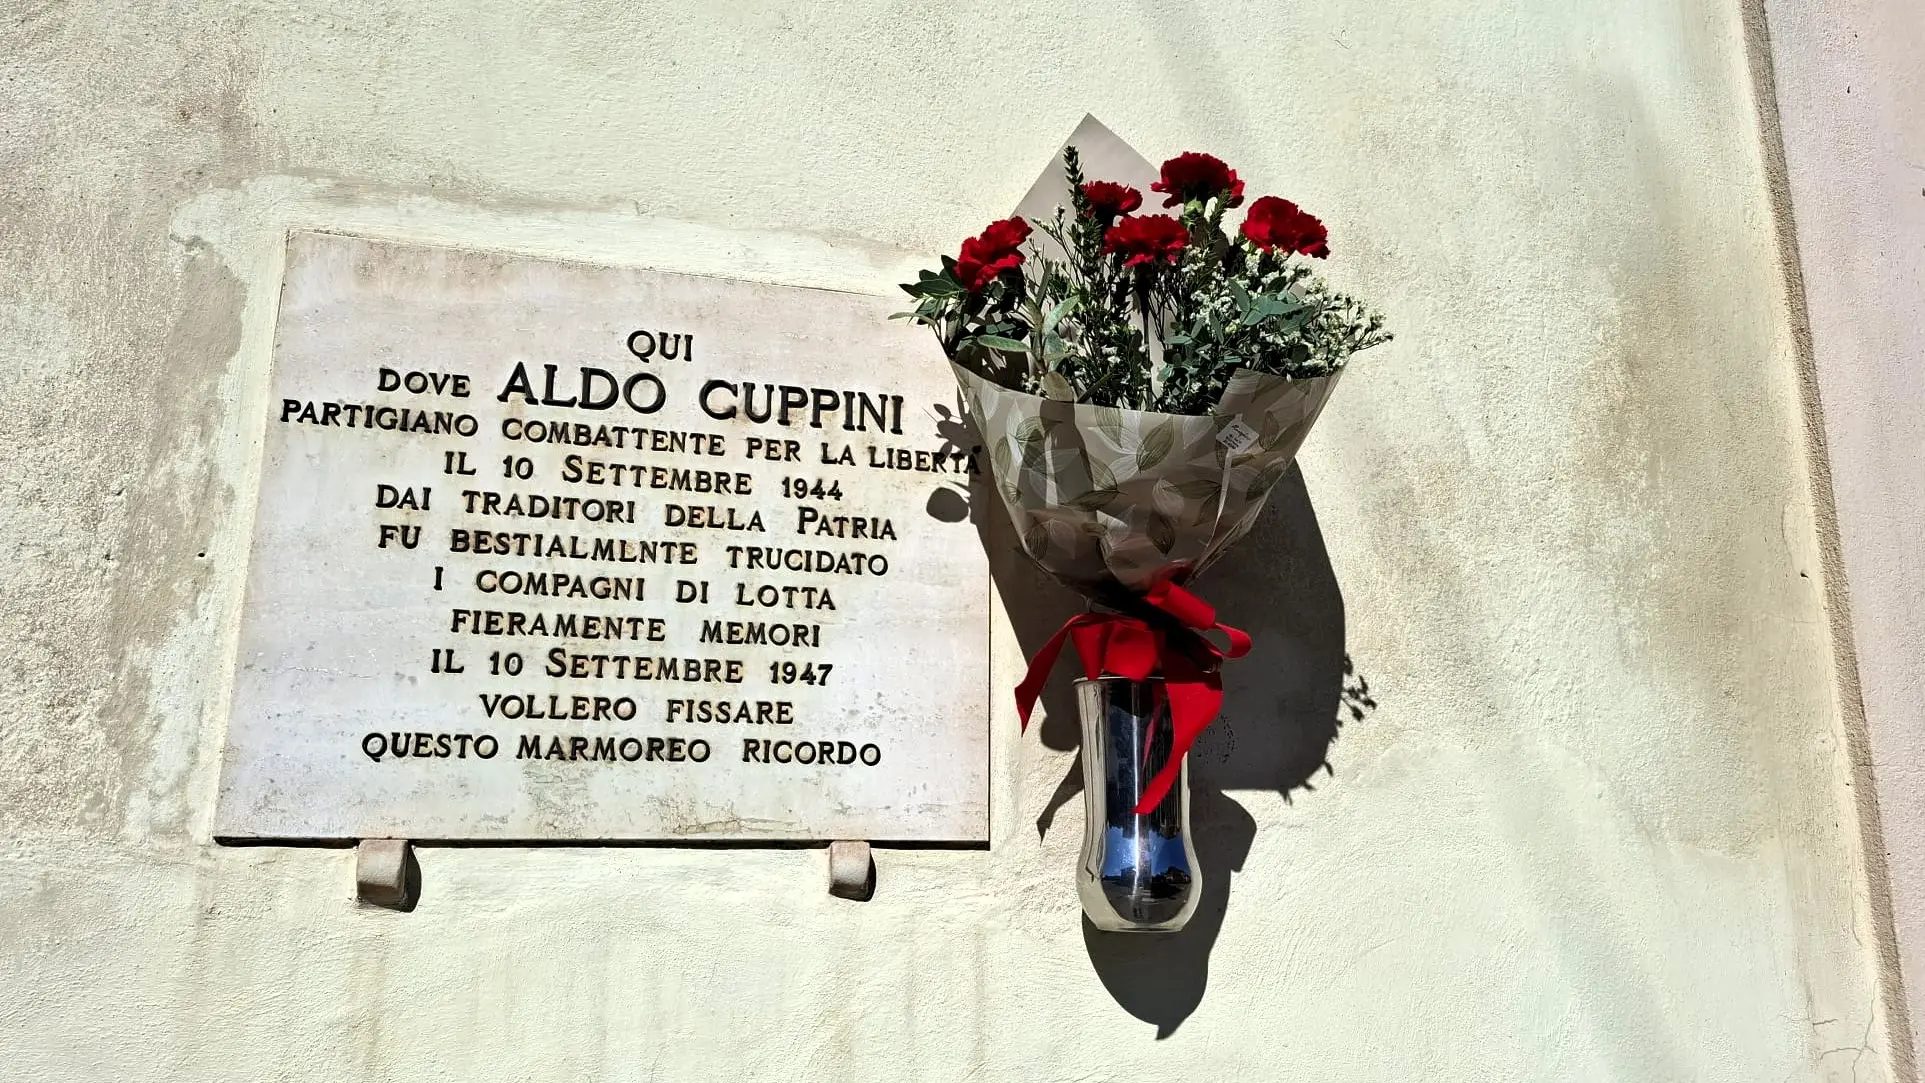 QUI
DOVE ALDO CUPPINI
PARTIGIANO COMBATTENTE PER LA LIBERTÀ
IL 10 SETTEMBRE 1944
DAI TRADITORI DELLA PATRIA
FU BESTIALMENTE TRUCIDATO
I COMPAGNI DI LOTTA
FIERAMENTE MEMORI
IL 10 SETTEMBRE 1947
VOLLERO FISSARE
QUESTO MARMOREO RICORDO